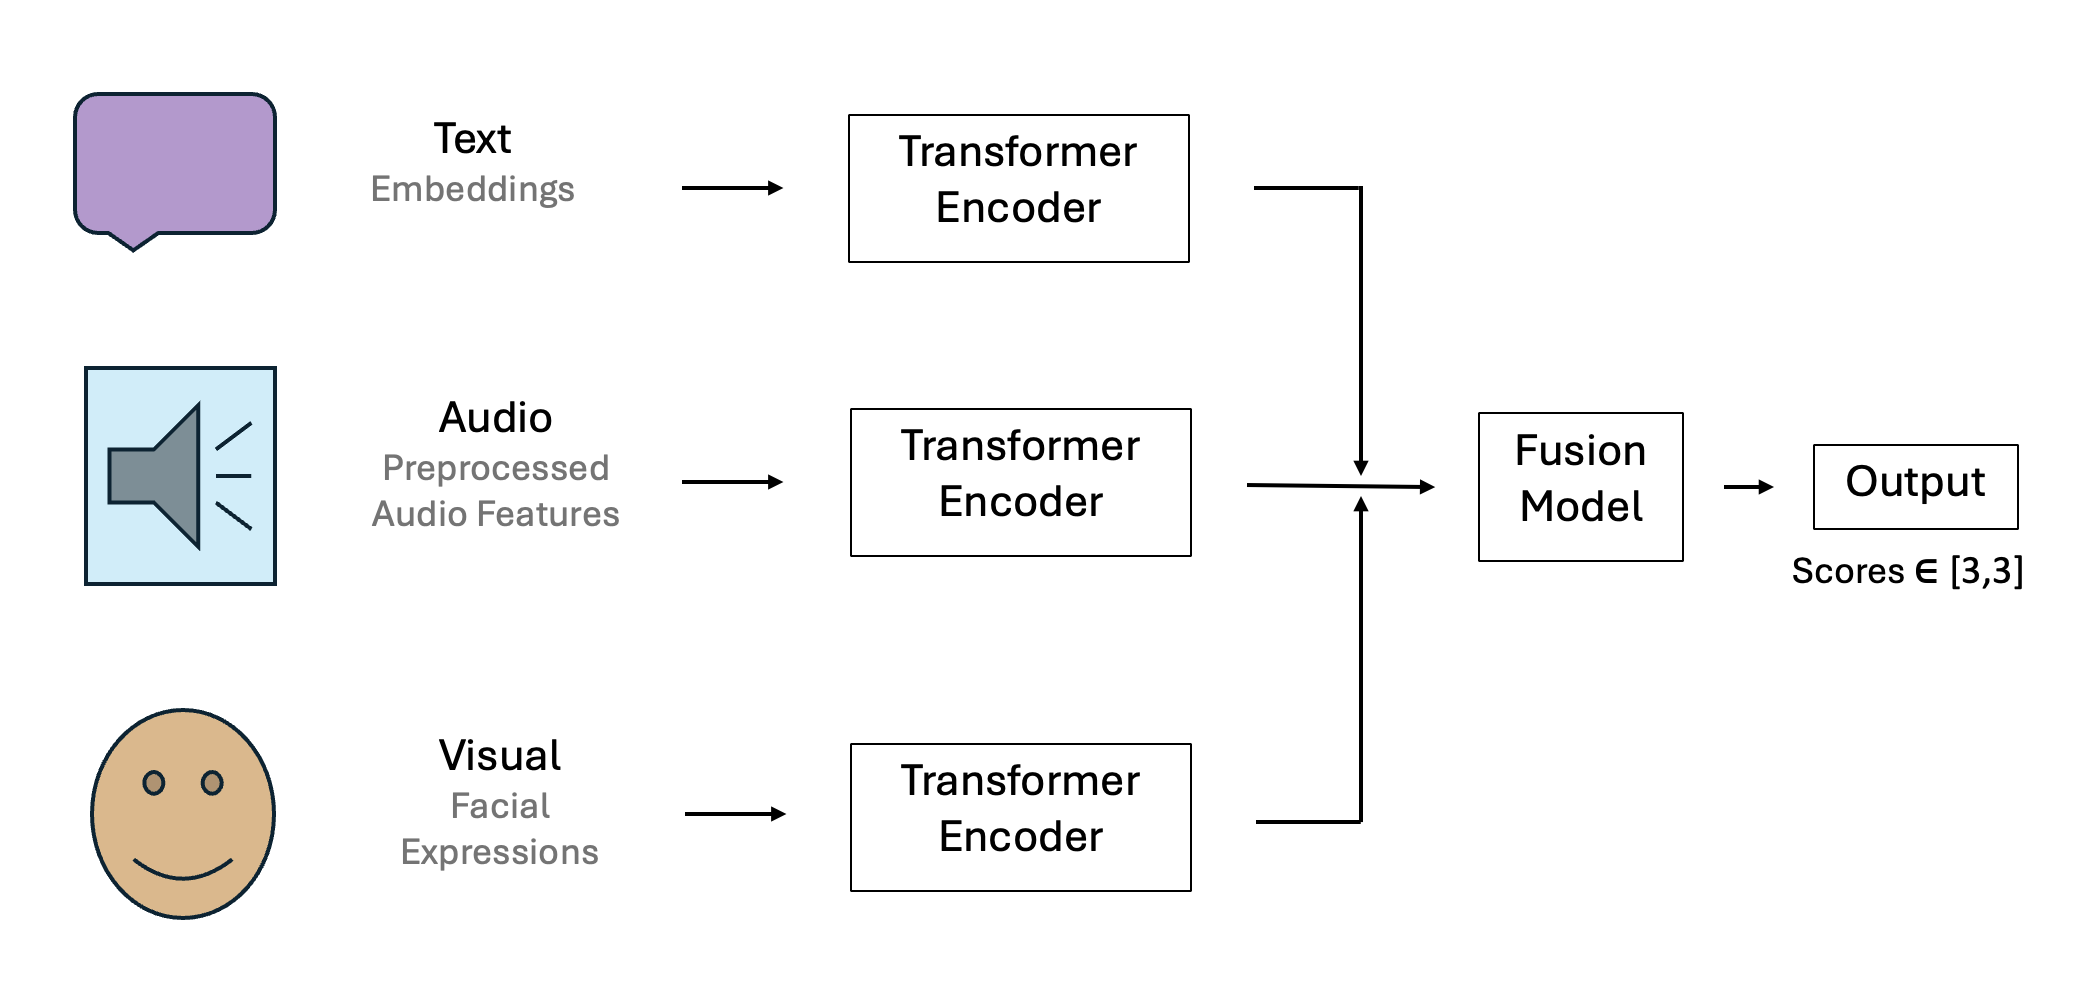 Text
Embeddings
Transformer
Encoder
Audio
Preprocessed
Audio Features
Transformer
Encoder
Fusion
Model
Output
Scores ∈ [3,3]
Visual
Facial
Expressions
Transformer
Encoder